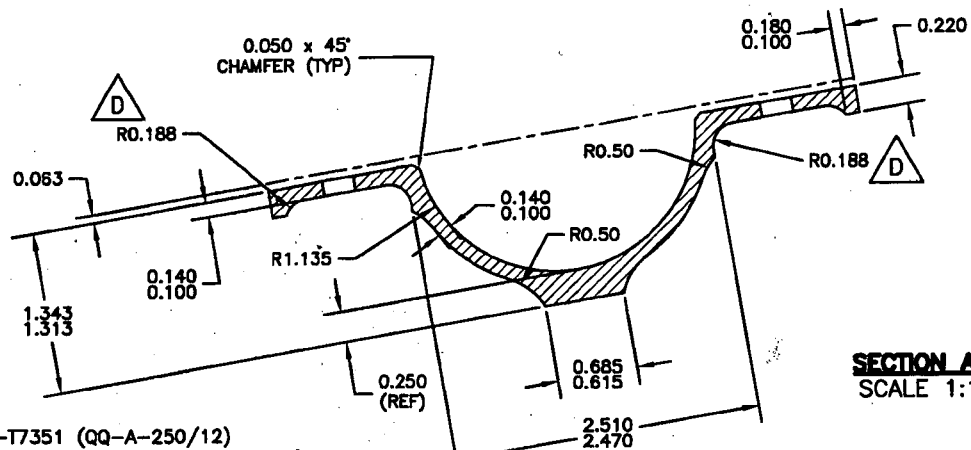 0.050 x 45°
CHAMFER (TYP)
0.180
0.100
0.220
D
R0.188
R0.50
R0.188
D
0.063
0.140
0.100
R0.50
R1.135
0.140
0.100
1.343
1.313
0.250
(REF)
0.685
0.615
SECTION A
SCALE 1:
2.510
2.470
-T7351 (QQ-A-250/12)